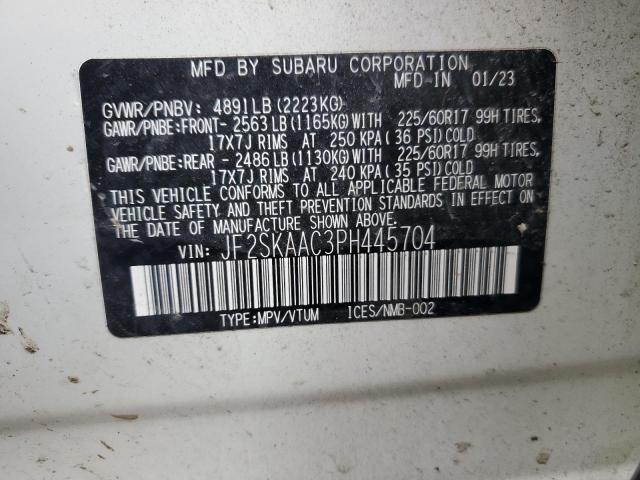 MFD BY SUBARU CORPORATION
MFD IN 01/23
GVWR/PNBV: 4891LB (2223KG)
GAWR/PNBE:FRONT- 2563 LB (1165KG) WITH 225/60R17 99H TIRES,
17X7J RIMS AT 250 KPA (36 PSI) COLD
GAWR/PNBE:REAR - 2486 LB (1130KG) WITH 225/60R17 99H TIRES,
17X7J RIMS AT 240 KPA (35 PSI) COLD
THIS VEHICLE CONFORMS TO ALL APPLICABLE FEDERAL MOTOR
VEHICLE SAFETY AND THEFT PREVENTION STANDARDS IN EFFECT ON
THE DATE OF MANUFACTURE SHOWN ABOVE.
VIN: JF2SKAAC3PH445704
TYPE:MPV/VTUM ICES/NMB-002